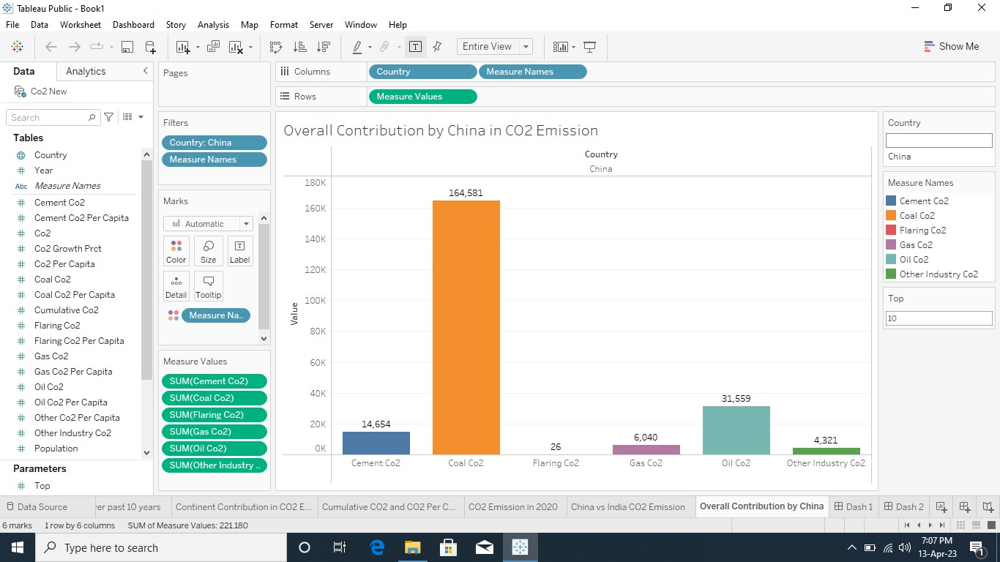 Tableau Public - Book1
File Data Worksheet Dashboard Story Analysis Map Format Server Window Help
Entire View
Show Me
Data Analytics
Co2 New
Search
Tables
Country
Year
Abc Measure Names
Cement Co2
Cement Co2 Per Capita
Co2
Co2 Growth Prct
Co2 Per Capita
Coal Co2
Coal Co2 Per Capita
Cumulative Co2
Flaring Co2
Flaring Co2 Per Capita
Gas Co2
Gas Co2 Per Capita
Oil Co2
Oil Co2 Per Capita
Other Co2 Per Capita
Other Industry Co2
Population
Parameters
Top
Pages
Filters
Country: China
Measure Names
Marks
Automatic
Color Size Label
Detail Tooltip
Measure Na..
Measure Values
SUM(Cement Co2)
SUM(Coal Co2)
SUM(Flaring Co2)
SUM(Gas Co2)
SUM(Oil Co2)
SUM(Other Industry ..
Columns Country Measure Names
Rows Measure Values
Overall Contribution by China in CO2 Emission
Country
China
180K
160K
140K
120K
100K
80K
60K
40K
20K
0K
Value
14,654
164,581
26
6,040
31,559
4,321
Cement Co2 Coal Co2 Flaring Co2 Gas Co2 Oil Co2 Other Industry Co2
Country
China
Measure Names
Cement Co2
Coal Co2
Flaring Co2
Gas Co2
Oil Co2
Other Industry Co2
Top
10
Data Source er past 10 years Continent Contribution in CO2 E... Cumulative CO2 and CO2 Per C... CO2 Emission in 2020 China vs India CO2 Emission Overall Contribution by China Dash 1 Dash 2
6 marks 1 row by 6 columns SUM of Measure Values: 221,180
Type here to search
7:07 PM
13-Apr-23
1